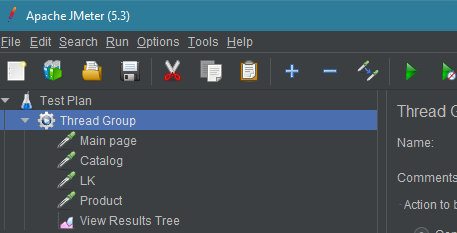 Apache JMeter (5.3)
File Edit Search Run Options Tools Help
Test Plan
Thread Group
Main page
Catalog
LK
Product
View Results Tree
Thread G
Name:
Comments
Action to b